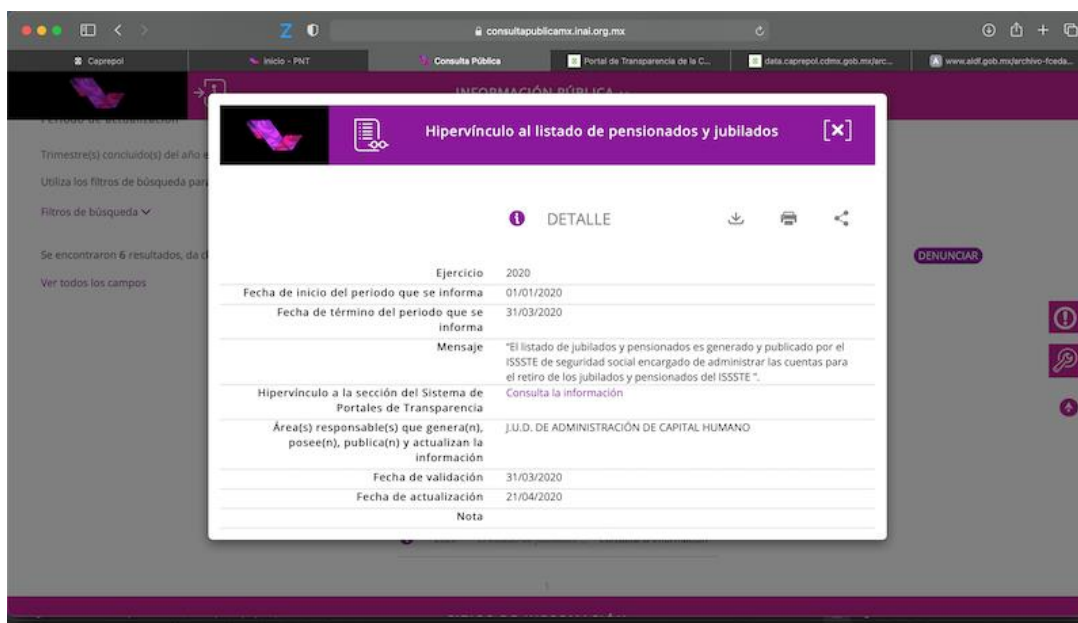 consultapublicamx.inai.org.mx
Caprepol
Inicio - PNT
Consulta Pública
Portal de Transparencia de la C...
data.caprepol.cdmx.gob.mx/arc...
www.aldf.gob.mx/archivo-fceda...
INFORMACIÓN PÚBLICA
Periodo de actualización
Trimestre(s) concluido(s) del año e
Utiliza los filtros de búsqueda para
Filtros de búsqueda
Se encontraron 6 resultados, da cl
Ver todos los campos
DENUNCIAR
Hipervínculo al listado de pensionados y jubilados
[×]
DETALLE
Ejercicio 2020
Fecha de inicio del periodo que se informa 01/01/2020
Fecha de término del periodo que se 31/03/2020
informa
Mensaje "El listado de jubilados y pensionados es generado y publicado por el
ISSSTE de seguridad social encargado de administrar las cuentas para
el retiro de los jubilados y pensionados del ISSSTE ".
Hipervínculo a la sección del Sistema de Consulta la información
Portales de Transparencia
Área(s) responsable(s) que genera(n), J.U.D. DE ADMINISTRACIÓN DE CAPITAL HUMANO
posee(n), publica(n) y actualizan la
información
Fecha de validación 31/03/2020
Fecha de actualización 21/04/2020
Nota
1